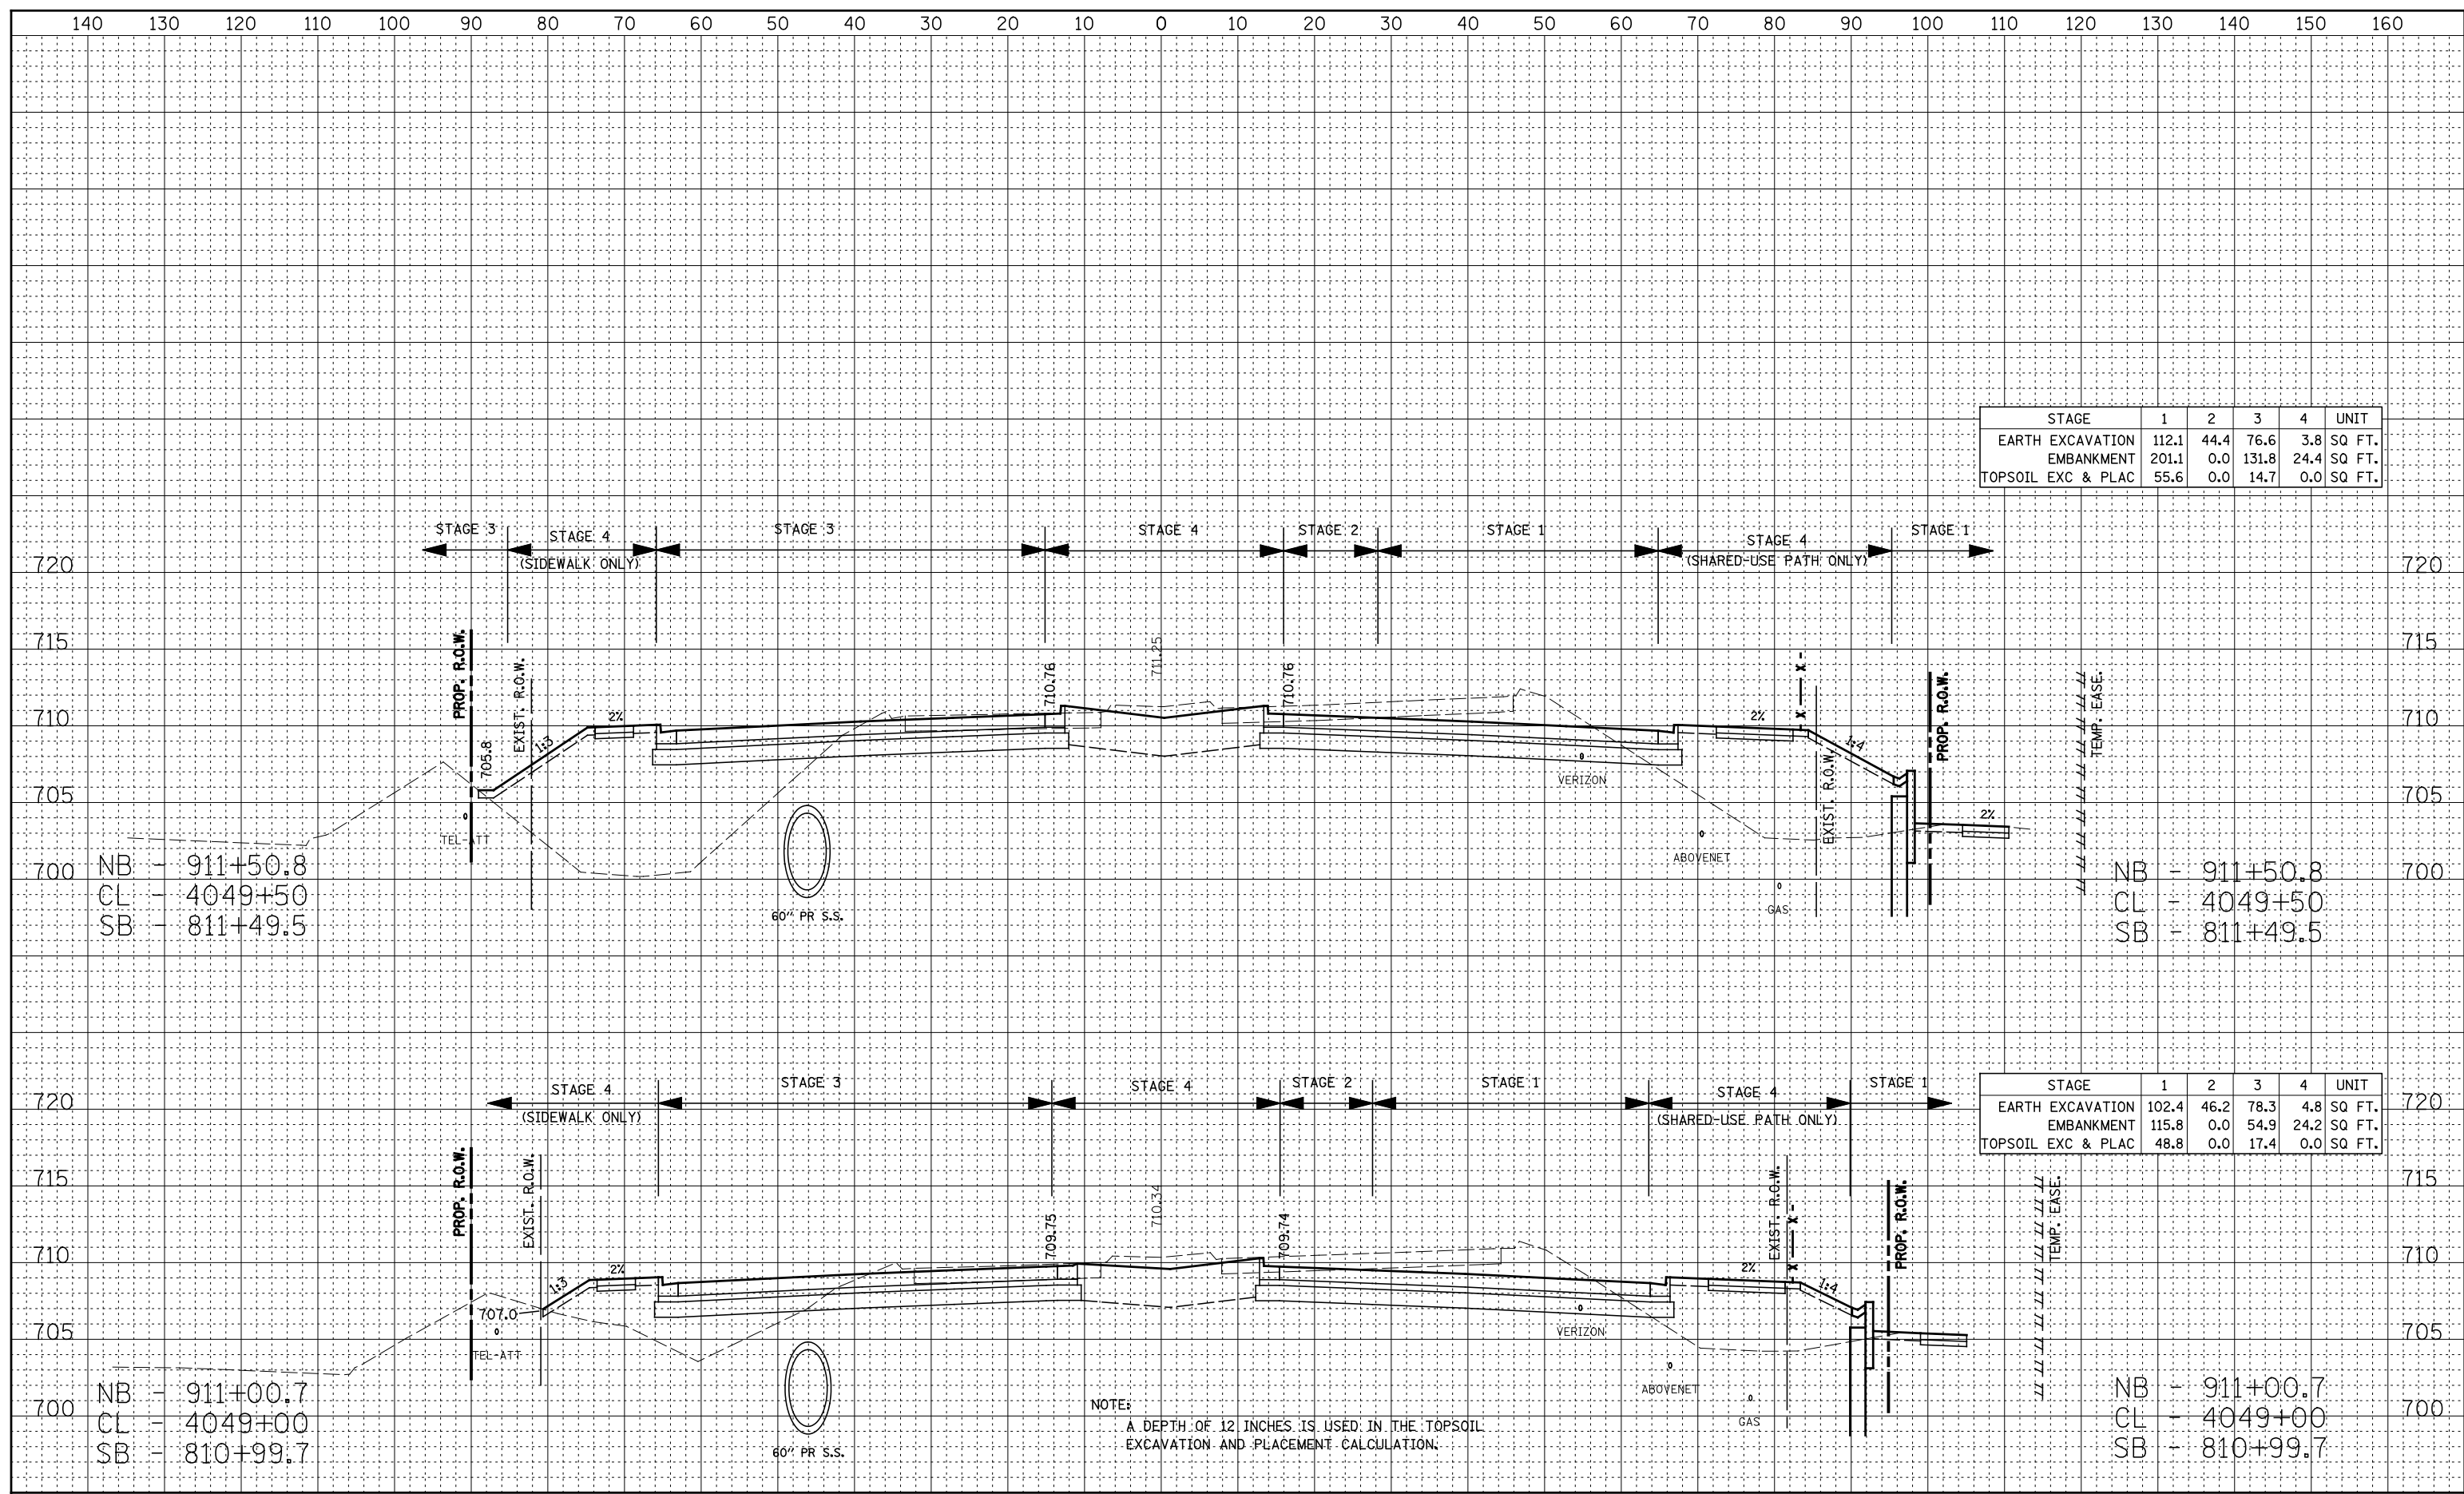 140 130 120 110 100 90 80 70 60 50 40 30 20 10 0 10 20 30 40 50 60 70 80 90 100 110 120 130 140 150 160
STAGE 1 2 3 4 UNIT
EARTH EXCAVATION 112.1 44.4 76.6 3.8 SQ FT.
EMBANKMENT 201.1 0.0 131.8 24.4 SQ FT.
TOPSOIL EXC & PLAC 55.6 0.0 14.7 0.0 SQ FT.
STAGE 3 STAGE 4 STAGE 3 STAGE 4 STAGE 2 STAGE 1 STAGE 4 STAGE 1
(SIDEWALK ONLY) (SHARED-USE PATH ONLY)
720 720
715 715
PROP. R.O.W.
EXIST. R.O.W.
710.76
711.25
710.76
X
X
PROP. R.O.W.
TEMP. EASE.
710 2% 2% 710
705.8
1:3
1:4
EXIST. R.O.W.
VERIZON
705 2% 705
TEL-ATT
ABOVENET
700 700
GAS
60" PR S.S.
NB - 911+50.8
CL - 4049+50
SB - 811+49.5
NB - 911+50.8
CL - 4049+50
SB - 811+49.5
STAGE 1 2 3 4 UNIT
EARTH EXCAVATION 102.4 46.2 78.3 4.8 SQ FT.
EMBANKMENT 115.8 0.0 54.9 24.2 SQ FT.
TOPSOIL EXC & PLAC 48.8 0.0 17.4 0.0 SQ FT.
STAGE 4 STAGE 3 STAGE 4 STAGE 2 STAGE 1 STAGE 4 STAGE 1
(SIDEWALK ONLY) (SHARED-USE PATH ONLY)
720 720
715 715
PROP. R.O.W.
EXIST. R.O.W.
709.75
710.34
709.74
EXIST. R.O.W.
X
X
PROP. R.O.W.
TEMP. EASE.
710 2% 2% 710
1:3
1:4
707.0
VERIZON
705 705
TEL-ATT
ABOVENET
700 700
GAS
60" PR S.S.
NB - 911+00.7
CL - 4049+00
SB - 810+99.7
NOTE:
A DEPTH OF 12 INCHES IS USED IN THE TOPSOIL
EXCAVATION AND PLACEMENT CALCULATION.
NB - 911+00.7
CL - 4049+00
SB - 810+99.7